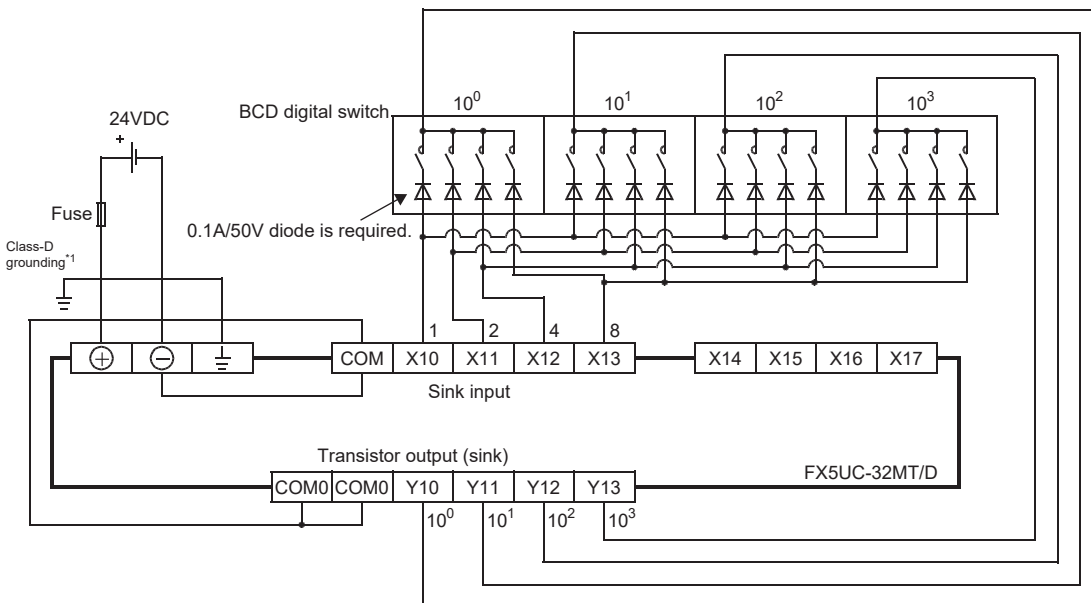 BCD digital switch
10⁰ 10¹ 10² 10³
24VDC
+
Fuse
0.1A/50V diode is required.
Class-D
grounding*1
1 2 4 8
+ − COM X10 X11 X12 X13 X14 X15 X16 X17
Sink input
Transistor output (sink)
FX5UC-32MT/D
COM0 COM0 Y10 Y11 Y12 Y13
10⁰ 10¹ 10² 10³